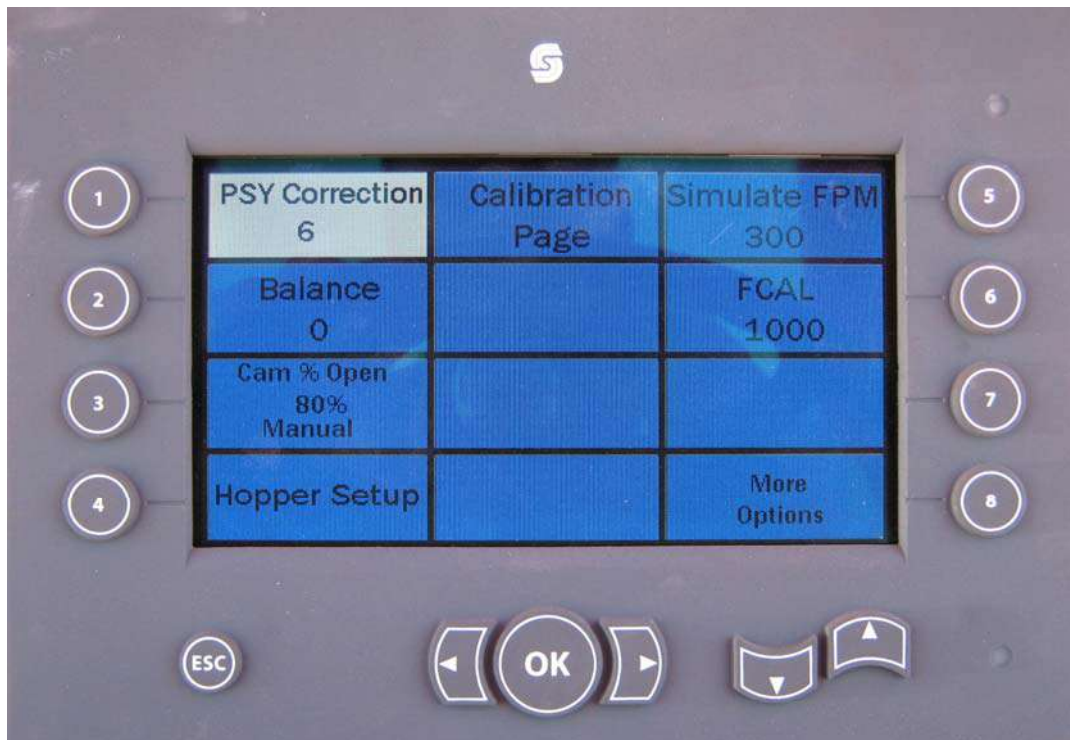 1
PSY Correction
6
Calibration
Page
Simulate FPM
300
5
2
Balance
0
FCAL
1000
6
3
Cam % Open
80%
Manual
7
4
Hopper Setup
More
Options
8
ESC
OK